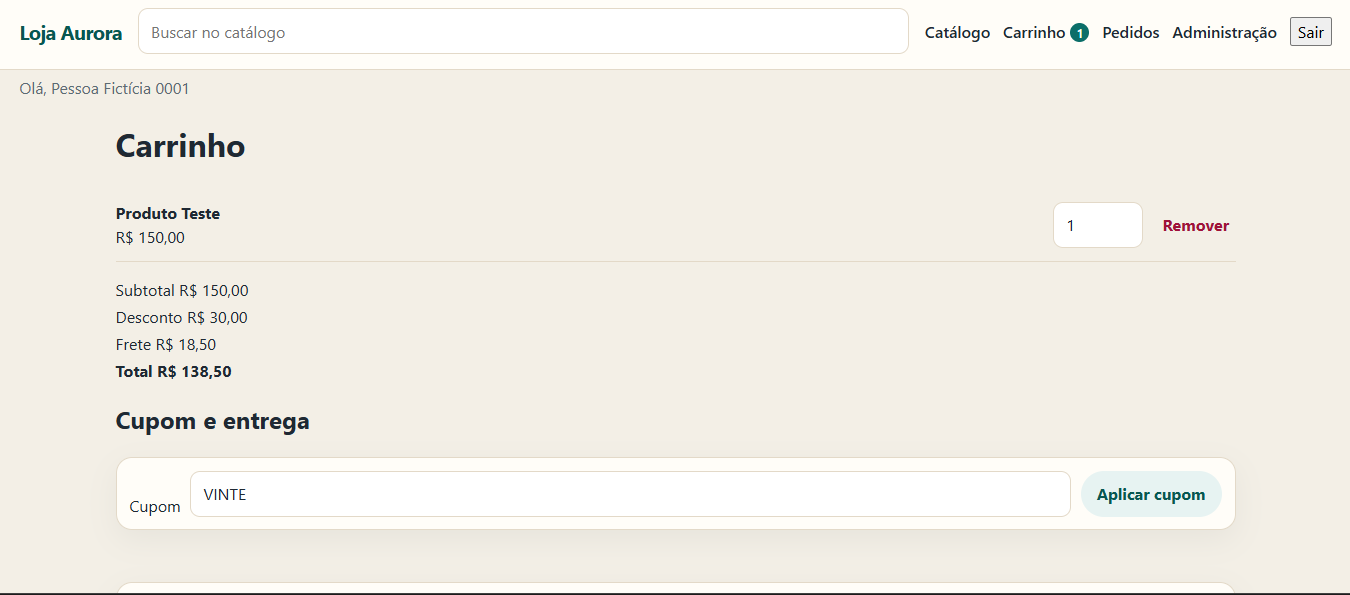 Loja Aurora Buscar no catálogo Catálogo Carrinho 1 Pedidos Administração Sair
Olá, Pessoa Fictícia 0001
Carrinho
Produto Teste
R$ 150,00
1 Remover
Subtotal R$ 150,00
Desconto R$ 30,00
Frete R$ 18,50
Total R$ 138,50
Cupom e entrega
Cupom VINTE Aplicar cupom